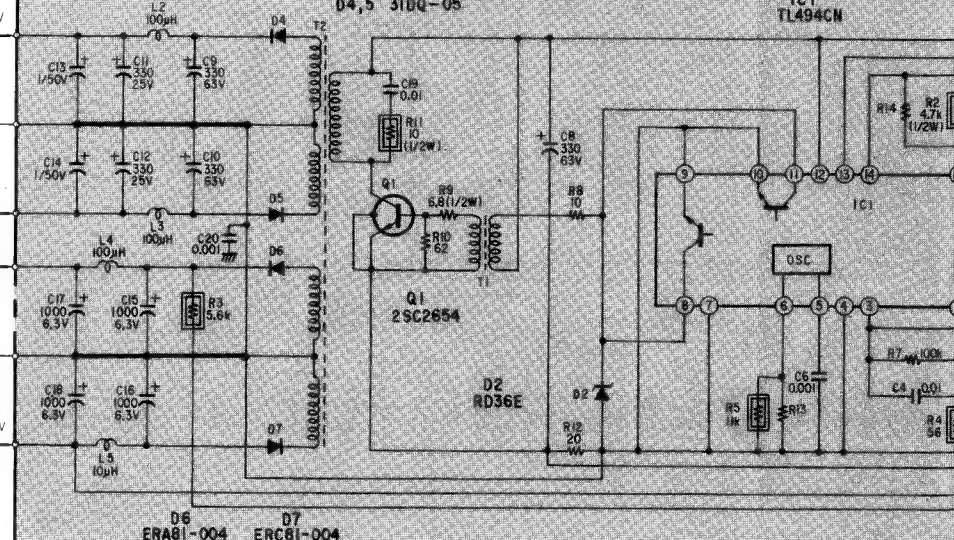 D4,5 31DQ-05
IC1
TL494CN
L2
100µH
D4
T2
C13
1/50V
C11
330
25V
C9
330
63V
C19
0.01
R11
10
(1/2W)
C8
330
63V
R14
R2
4.7k
(1/2W)
C14
1/50V
C12
330
25V
C10
330
63V
Q1
R9
6.8(1/2W)
R8
10
9
10
11
12
13
14
IC1
D5
L3
100µH
C20
0.001
R10
62
T1
L4
100µH
D6
OSC
C17
1000
6.3V
C15
1000
6.3V
R3
5.6k
Q1
2SC2654
8
7
6
5
4
3
R7
100k
C18
1000
6.3V
C16
1000
6.3V
D2
RD36E
D2
C6
0.001
C4
0.01
R5
11k
R13
R4
56
D7
R12
20
L5
10µH
D6
ERA81-004
D7
ERC81-004